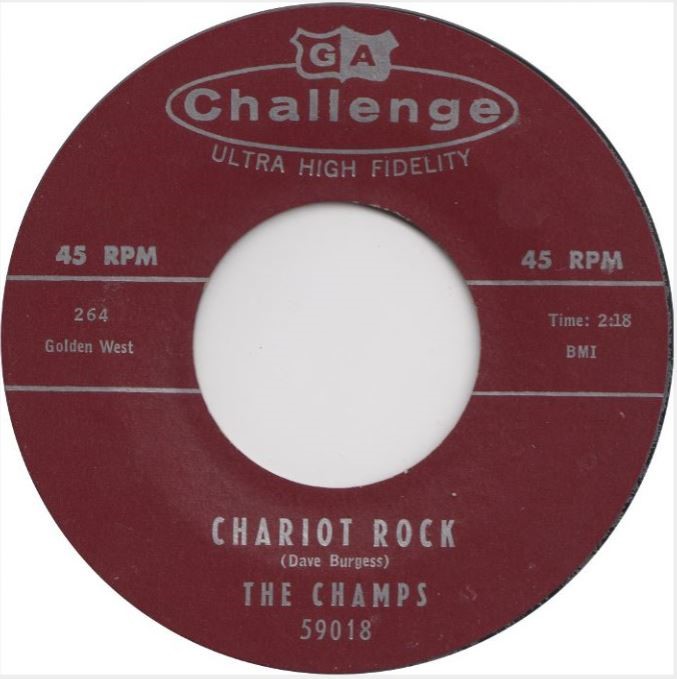 GA
Challenge
ULTRA HIGH FIDELITY
45 RPM
45 RPM
264
Golden West
Time: 2:18
BMI
CHARIOT ROCK
(Dave Burgess)
THE CHAMPS
59018